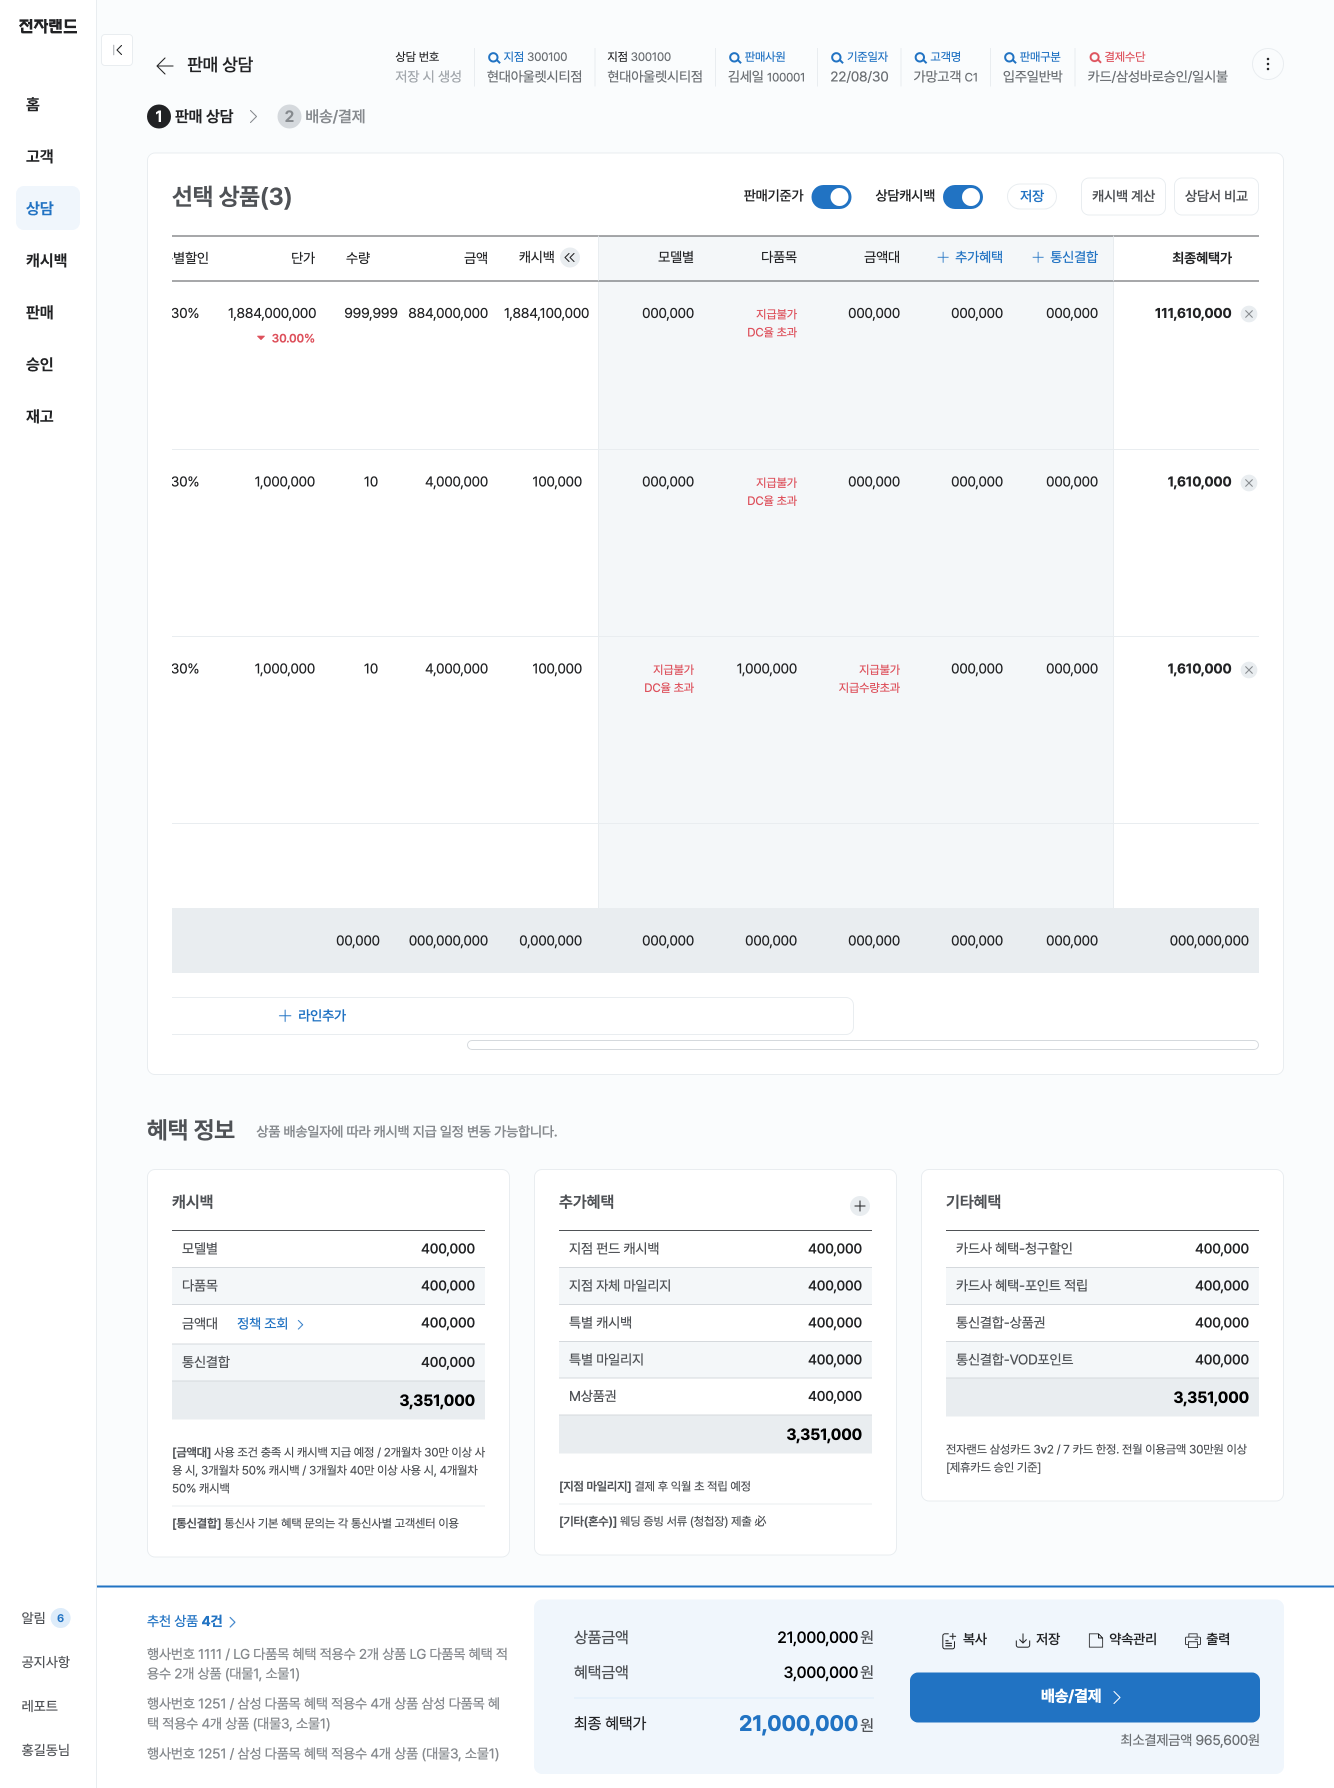 전자랜드
홈
고객
상담
캐시백
판매
승인
재고
알림 6
공지사항
레포트
홍길동님
판매 상담
상담 번호
저장 시 생성
지점 300100
현대아울렛시티점
지점 300100
현대아울렛시티점
판매사원
김세일 100001
기준일자
22/08/30
고객명
가망고객 C1
판매구분
입주일반박
결제수단
카드/삼성바로승인/일시불
1 판매 상담
2 배송/결제
선택 상품(3)
판매기준가
상담캐시백
저장
캐시백 계산
상담서 비교
별할인 단가 수량 금액 캐시백 모델별 다품목 금액대 + 추가혜택 + 통신결합 최종혜택가
30% 1,884,000,000 999,999 884,000,000 1,884,100,000 000,000 지급불가 000,000 000,000 000,000 111,610,000
30.00% DC율 초과
30% 1,000,000 10 4,000,000 100,000 000,000 지급불가 000,000 000,000 000,000 1,610,000
DC율 초과
30% 1,000,000 10 4,000,000 100,000 지급불가 1,000,000 지급불가 000,000 000,000 1,610,000
DC율 초과 지급수량초과
00,000 000,000,000 0,000,000 000,000 000,000 000,000 000,000 000,000 000,000,000
+ 라인추가
혜택 정보 상품 배송일자에 따라 캐시백 지급 일정 변동 가능합니다.
캐시백
모델별 400,000
다품목 400,000
금액대 정책 조회 400,000
통신결합 400,000
3,351,000
[금액대] 사용 조건 충족 시 캐시백 지급 예정 / 2개월차 30만 이상 사
용 시, 3개월차 50% 캐시백 / 3개월차 40만 이상 사용 시, 4개월차
50% 캐시백
[통신결합] 통신사 기본 혜택 문의는 각 통신사별 고객센터 이용
추가혜택
지점 펀드 캐시백 400,000
지점 자체 마일리지 400,000
특별 캐시백 400,000
특별 마일리지 400,000
M상품권 400,000
3,351,000
[지점 마일리지] 결제 후 익월 초 적립 예정
[기타(혼수)] 웨딩 증빙 서류 (청첩장) 제출 必
기타혜택
카드사 혜택-청구할인 400,000
카드사 혜택-포인트 적립 400,000
통신결합-상품권 400,000
통신결합-VOD포인트 400,000
3,351,000
전자랜드 삼성카드 3v2 / 7 카드 한정. 전월 이용금액 30만원 이상
[제휴카드 승인 기준]
추천 상품 4건
행사번호 1111 / LG 다품목 혜택 적용수 2개 상품 LG 다품목 혜택 적
용수 2개 상품 (대물1, 소물1)
행사번호 1251 / 삼성 다품목 혜택 적용수 4개 상품 삼성 다품목 혜
택 적용수 4개 상품 (대물3, 소물1)
행사번호 1251 / 삼성 다품목 혜택 적용수 4개 상품 (대물3, 소물1)
상품금액 21,000,000 원
혜택금액 3,000,000 원
최종 혜택가 21,000,000 원
복사
저장
약속관리
출력
배송/결제
최소결제금액 965,600원